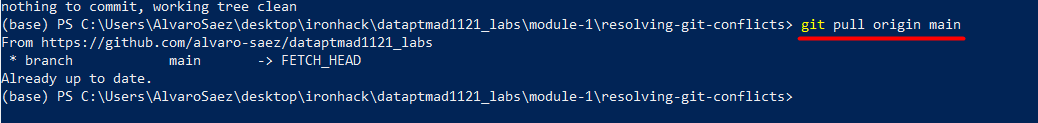 nothing to commit, working tree clean
(base) PS C:\Users\AlvaroSaez\desktop\ironhack\dataptmad1121_labs\module-1\resolving-git-conflicts> git pull origin main
From https://github.com/alvaro-saez/dataptmad1121_labs
 * branch            main       -> FETCH_HEAD
Already up to date.
(base) PS C:\Users\AlvaroSaez\desktop\ironhack\dataptmad1121_labs\module-1\resolving-git-conflicts>